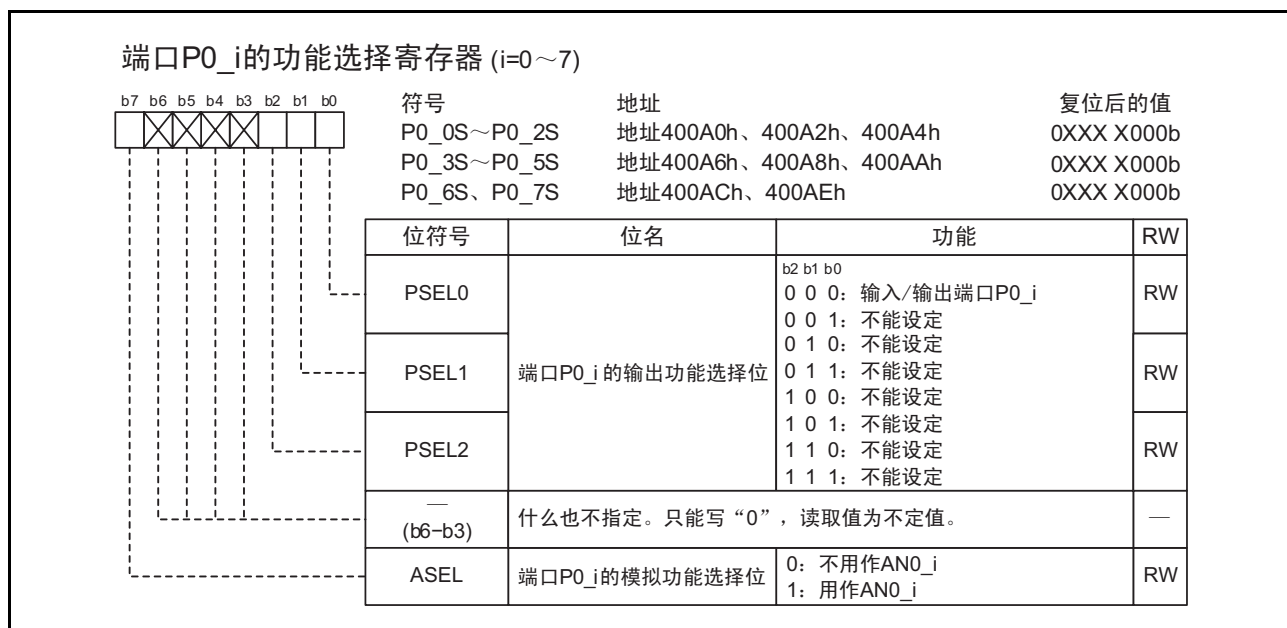 端口P0_i的功能选择寄存器 (i=0～7)
b7 b6 b5 b4 b3 b2 b1 b0
符号 地址 复位后的值
P0_0S～P0_2S 地址400A0h、400A2h、400A4h 0XXX X000b
P0_3S～P0_5S 地址400A6h、400A8h、400AAh 0XXX X000b
P0_6S、P0_7S 地址400ACh、400AEh 0XXX X000b
位符号 位名 功能 RW
PSEL0 RW
PSEL1 端口P0_i的输出功能选择位 RW
PSEL2 RW
b2 b1 b0
0 0 0：输入/输出端口P0_i
0 0 1：不能设定
0 1 0：不能设定
0 1 1：不能设定
1 0 0：不能设定
1 0 1：不能设定
1 1 0：不能设定
1 1 1：不能设定
—
(b6-b3) 什么也不指定。只能写“0”，读取值为不定值。 —
ASEL 端口P0_i的模拟功能选择位 RW
0：不用作AN0_i
1：用作AN0_i